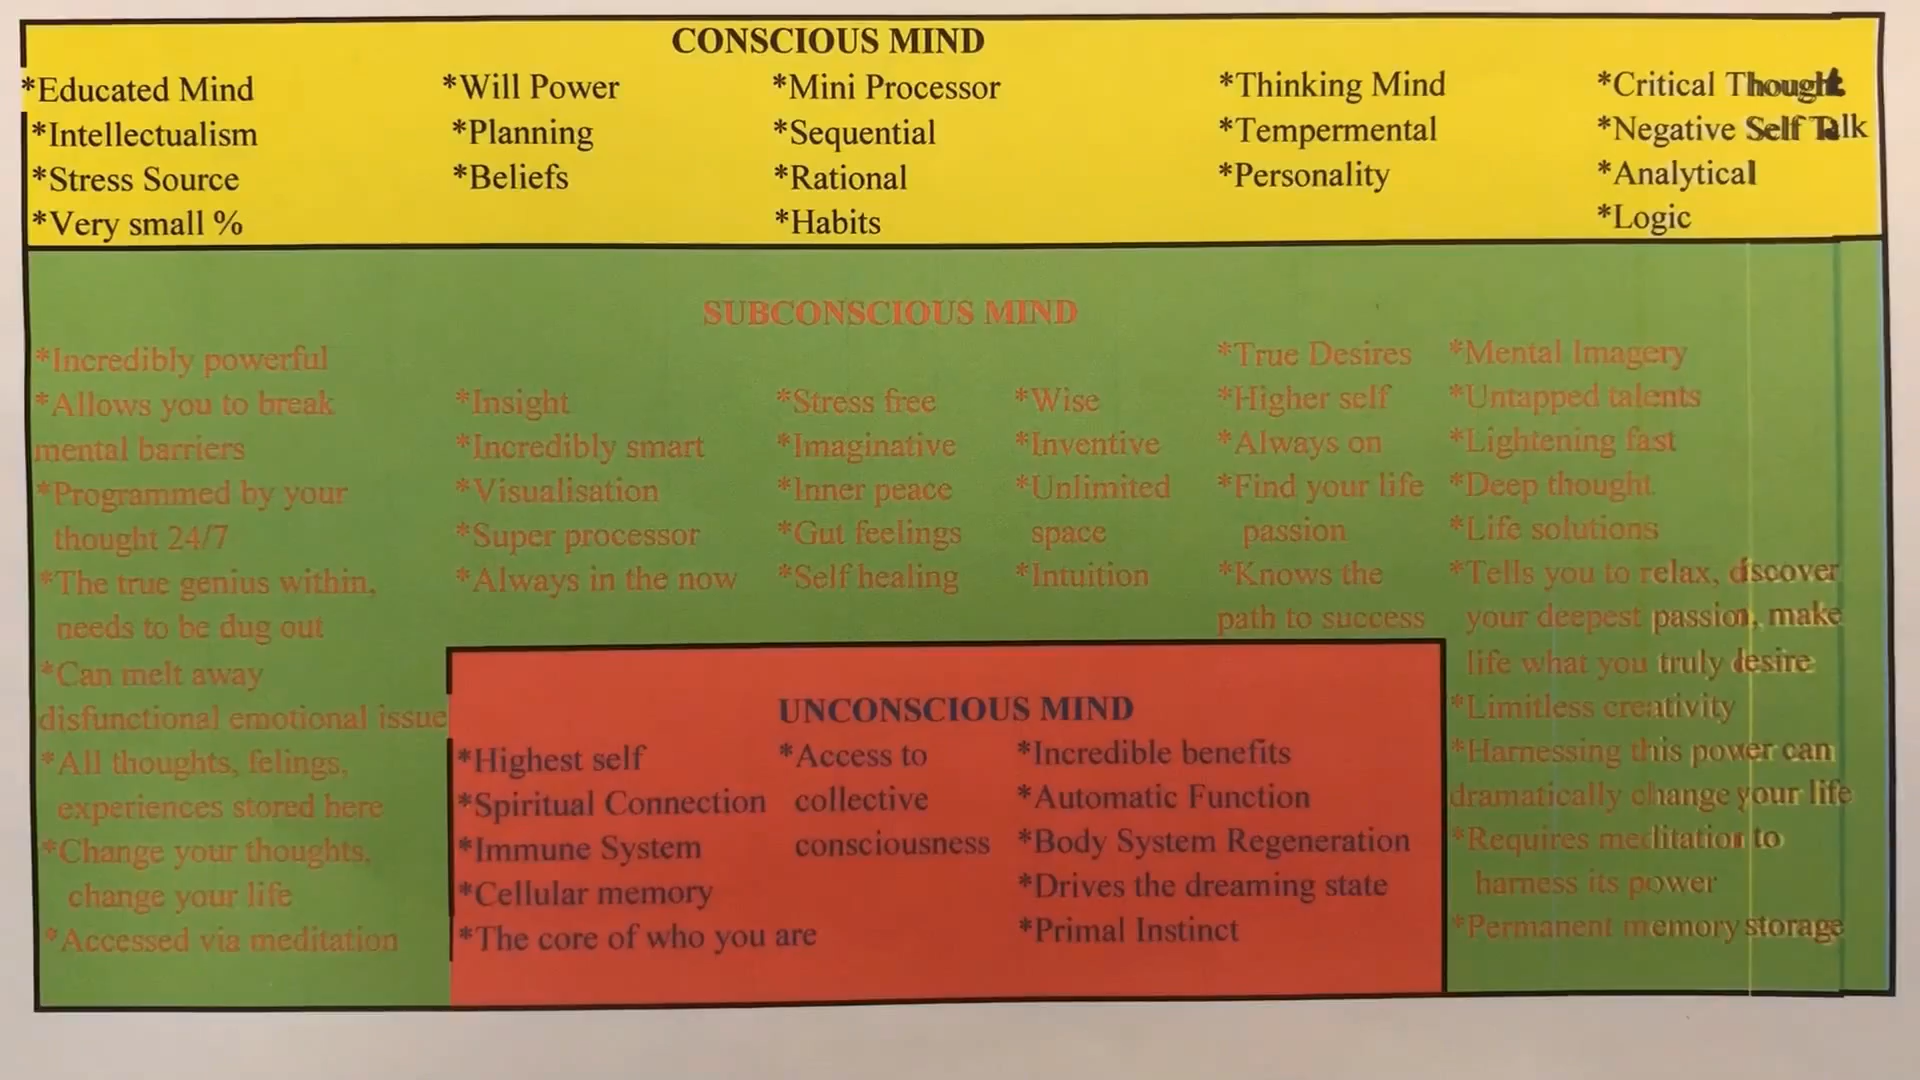 CONSCIOUS MIND
*Educated Mind
*Intellectualism
*Stress Source
*Very small %
*Will Power
*Planning
*Beliefs
*Mini Processor
*Sequential
*Rational
*Habits
*Thinking Mind
*Tempermental
*Personality
*Critical Thought
*Negative Self Talk
*Analytical
*Logic
SUBCONSCIOUS MIND
*Incredibly powerful
*Allows you to break
mental barriers
*Programmed by your
thought 24/7
*The true genius within,
needs to be dug out
*Can melt away
disfunctional emotional issue
*All thoughts, felings,
experiences stored here
*Change your thoughts,
change your life
*Accessed via meditation
*Insight
*Incredibly smart
*Visualisation
*Super processor
*Always in the now
*Stress free
*Imaginative
*Inner peace
*Gut feelings
*Self healing
*Wise
*Inventive
*Unlimited
space
*Intuition
*True Desires
*Higher self
*Always on
*Find your life
passion
*Knows the
path to success
*Mental Imagery
*Untapped talents
*Lightening fast
*Deep thought
*Life solutions
*Tells you to relax, discover
your deepest passion, make
life what you truly desire
*Limitless creativity
*Harnessing this power can
dramatically change your life
*Requires meditation to
harness its power
*Permanent memory storage
UNCONSCIOUS MIND
*Highest self
*Spiritual Connection
*Immune System
*Cellular memory
*The core of who you are
*Access to
collective
consciousness
*Incredible benefits
*Automatic Function
*Body System Regeneration
*Drives the dreaming state
*Primal Instinct